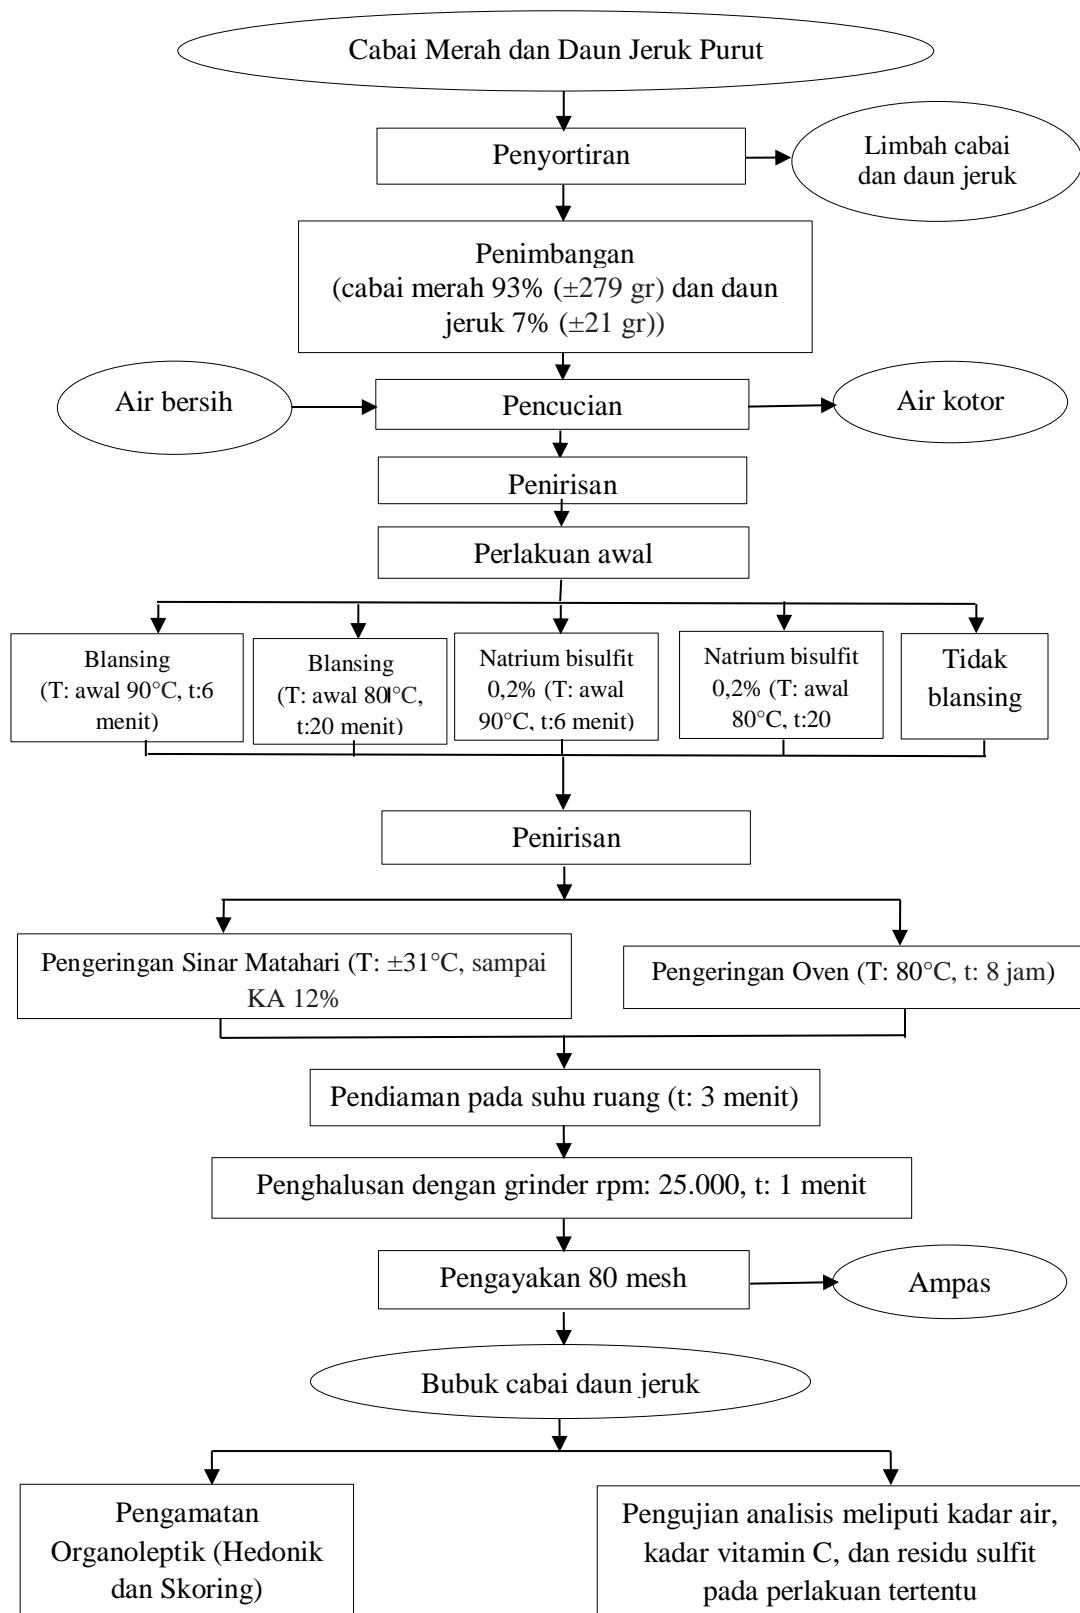 Cabai Merah dan Daun Jeruk Purut
Penyortiran
Limbah cabai
dan daun jeruk
Penimbangan
(cabai merah 93% (±279 gr) dan daun
jeruk 7% (±21 gr))
Air bersih
Pencucian
Air kotor
Penirisan
Perlakuan awal
Blansing
(T: awal 90°C, t:6
menit)
Blansing
(T: awal 80°C,
t:20 menit)
Natrium bisulfit
0,2% (T: awal
90°C, t:6 menit)
Natrium bisulfit
0,2% (T: awal
80°C, t:20
Tidak
blansing
Penirisan
Pengeringan Sinar Matahari (T: ±31°C, sampai
KA 12%
Pengeringan Oven (T: 80°C, t: 8 jam)
Pendiaman pada suhu ruang (t: 3 menit)
Penghalusan dengan grinder rpm: 25.000, t: 1 menit
Pengayakan 80 mesh
Ampas
Bubuk cabai daun jeruk
Pengamatan
Organoleptik (Hedonik
dan Skoring)
Pengujian analisis meliputi kadar air,
kadar vitamin C, dan residu sulfit
pada perlakuan tertentu